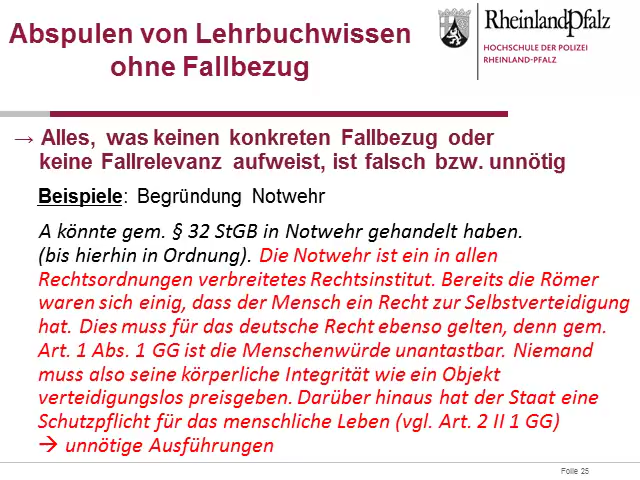 Abspulen von Lehrbuchwissen
ohne Fallbezug
RheinlandPfalz
HOCHSCHULE DER POLIZEI
RHEINLAND-PFALZ
→ Alles, was keinen konkreten Fallbezug oder
keine Fallrelevanz aufweist, ist falsch bzw. unnötig
Beispiele: Begründung Notwehr
A könnte gem. § 32 StGB in Notwehr gehandelt haben.
(bis hierhin in Ordnung). Die Notwehr ist ein in allen
Rechtsordnungen verbreitetes Rechtsinstitut. Bereits die Römer
waren sich einig, dass der Mensch ein Recht zur Selbstverteidigung
hat. Dies muss für das deutsche Recht ebenso gelten, denn gem.
Art. 1 Abs. 1 GG ist die Menschenwürde unantastbar. Niemand
muss also seine körperliche Integrität wie ein Objekt
verteidigungslos preisgeben. Darüber hinaus hat der Staat eine
Schutzpflicht für das menschliche Leben (vgl. Art. 2 II 1 GG)
→ unnötige Ausführungen
Folie 25